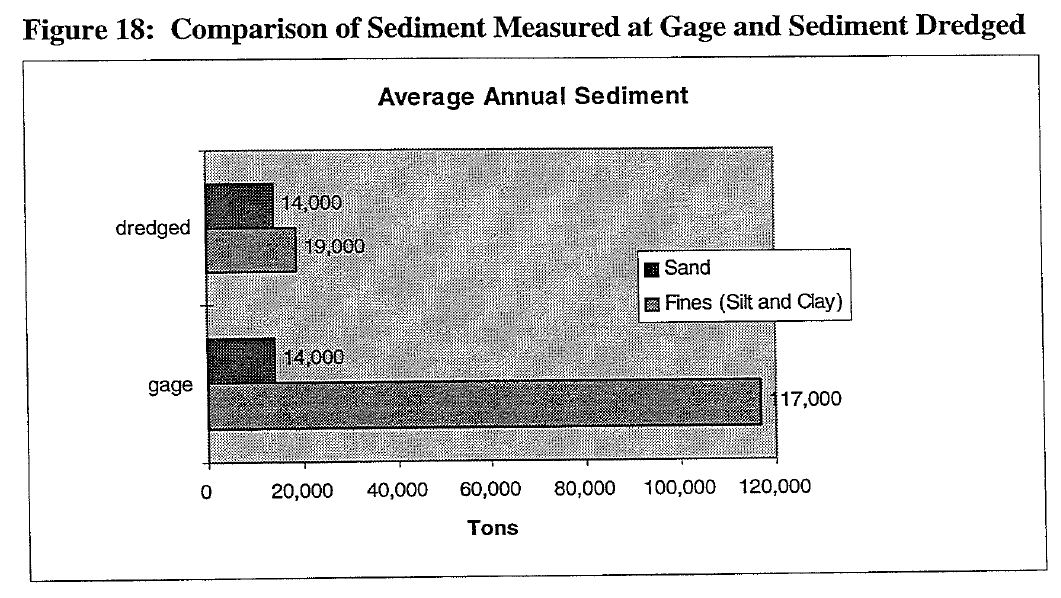 Figure 18: Comparison of Sediment Measured at Gage and Sediment Dredged
Average Annual Sediment
dredged
14,000
19,000
Sand
Fines (Silt and Clay)
gage
14,000
117,000
0 20,000 40,000 60,000 80,000 100,000 120,000
Tons